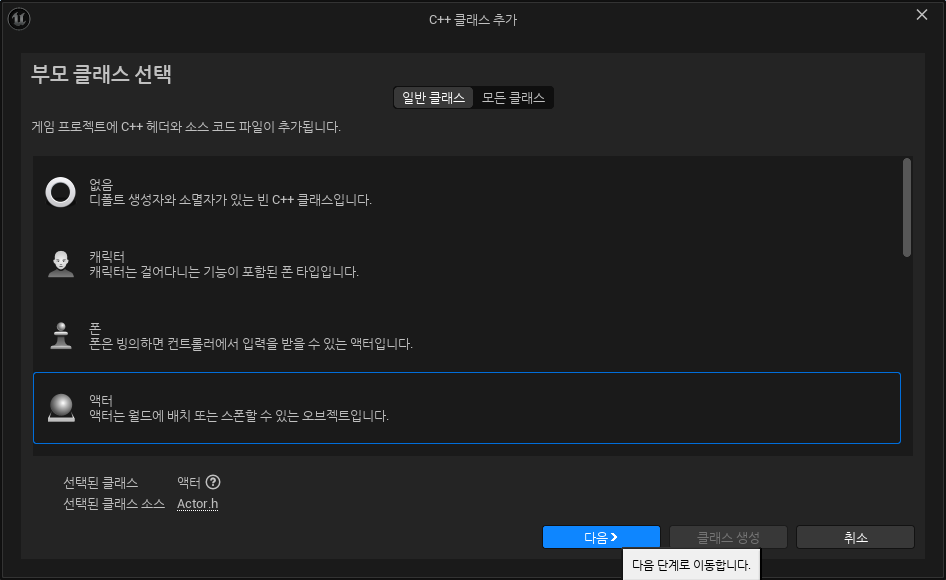 C++ 클래스 추가
부모 클래스 선택
일반 클래스 모든 클래스
게임 프로젝트에 C++ 헤더와 소스 코드 파일이 추가됩니다.
없음
디폴트 생성자와 소멸자가 있는 빈 C++ 클래스입니다.
캐릭터
캐릭터는 걸어다니는 기능이 포함된 폰 타입입니다.
폰
폰은 빙의하면 컨트롤러에서 입력을 받을 수 있는 액터입니다.
액터
액터는 월드에 배치 또는 스폰할 수 있는 오브젝트입니다.
선택된 클래스 액터 ?
선택된 클래스 소스 Actor.h
다음 클래스 생성 취소
다음 단계로 이동합니다.